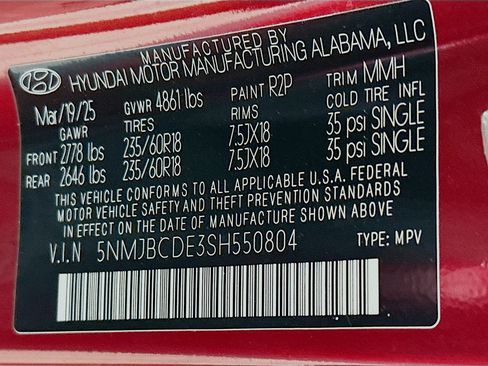 MANUFACTURED BY
HYUNDAI MOTOR MANUFACTURING ALABAMA, LLC
Mar/19/25 GVWR 4861 lbs PAINT R2P TRIM MMH
GAWR TIRES RIMS COLD TIRE INFL
FRONT 2778 lbs 235/60R18 7.5JX18 35 psi SINGLE
REAR 2646 lbs 235/60R18 7.5JX18 35 psi SINGLE
THIS VEHICLE CONFORMS TO ALL APPLICABLE U.S.A. FEDERAL
MOTOR VEHICLE SAFETY AND THEFT PREVENTION STANDARDS
IN EFFECT ON THE DATE OF MANUFACTURE SHOWN ABOVE.
V.I.N 5NMJBCDE3SH550804 TYPE: MPV